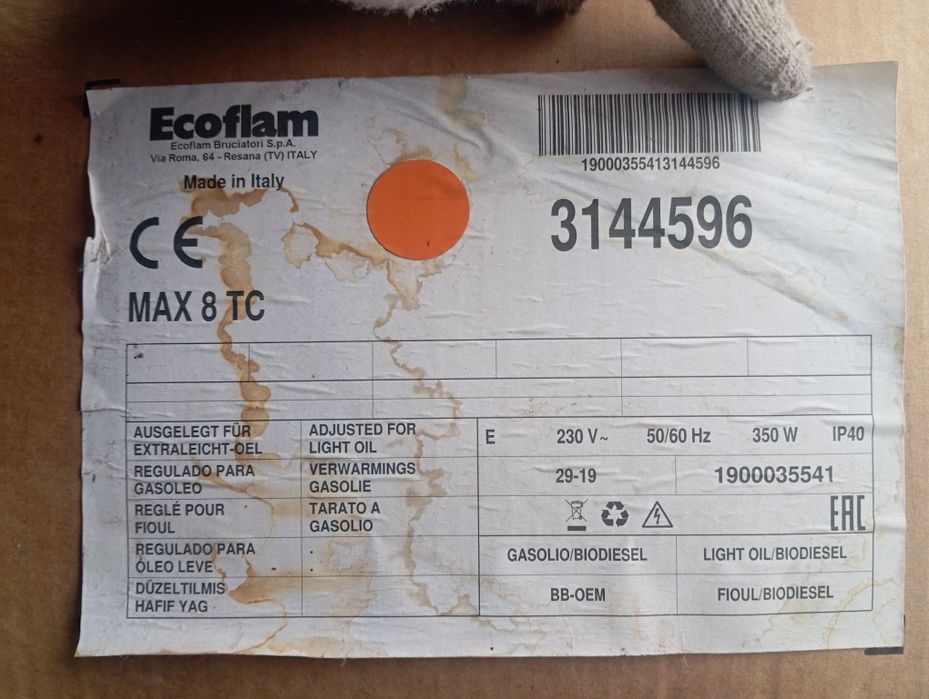 Ecoflam
Ecoflam Bruciatori S.p.A.
Via Roma, 64 - Resana (TV) ITALY
Made in Italy
CE
MAX 8 TC
19000355413144596
3144596
AUSGELEGT FÜR
EXTRALEICHT-OEL
ADJUSTED FOR
LIGHT OIL
E 230 V~ 50/60 Hz 350 W IP40
REGULADO PARA
GASOLEO
VERWARMINGS
GASOLIE
29-19
1900035541
REGLÉ POUR
FIOUL
TARATO A
GASOLIO
EAC
REGULADO PARA
ÓLEO LEVE
GASOLIO/BIODIESEL
LIGHT OIL/BIODIESEL
DÜZELTILMIS
HAFIF YAG
BB-OEM
FIOUL/BIODIESEL